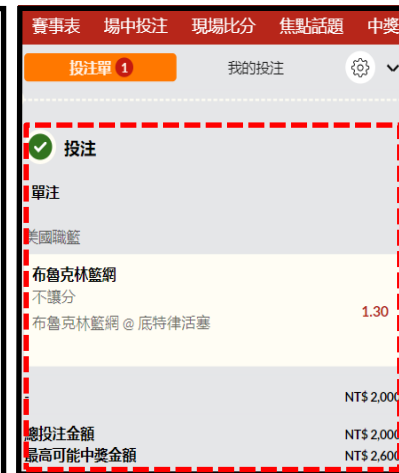 賽事表 場中投注 現場比分 焦點話題 中獎
投注單 1 我的投注
投注
單注
美國職籃
布魯克林籃網
不讓分
布魯克林籃網 @ 底特律活塞
1.30
NT$ 2,000
總投注金額 NT$ 2,000
最高可能中獎金額 NT$ 2,600